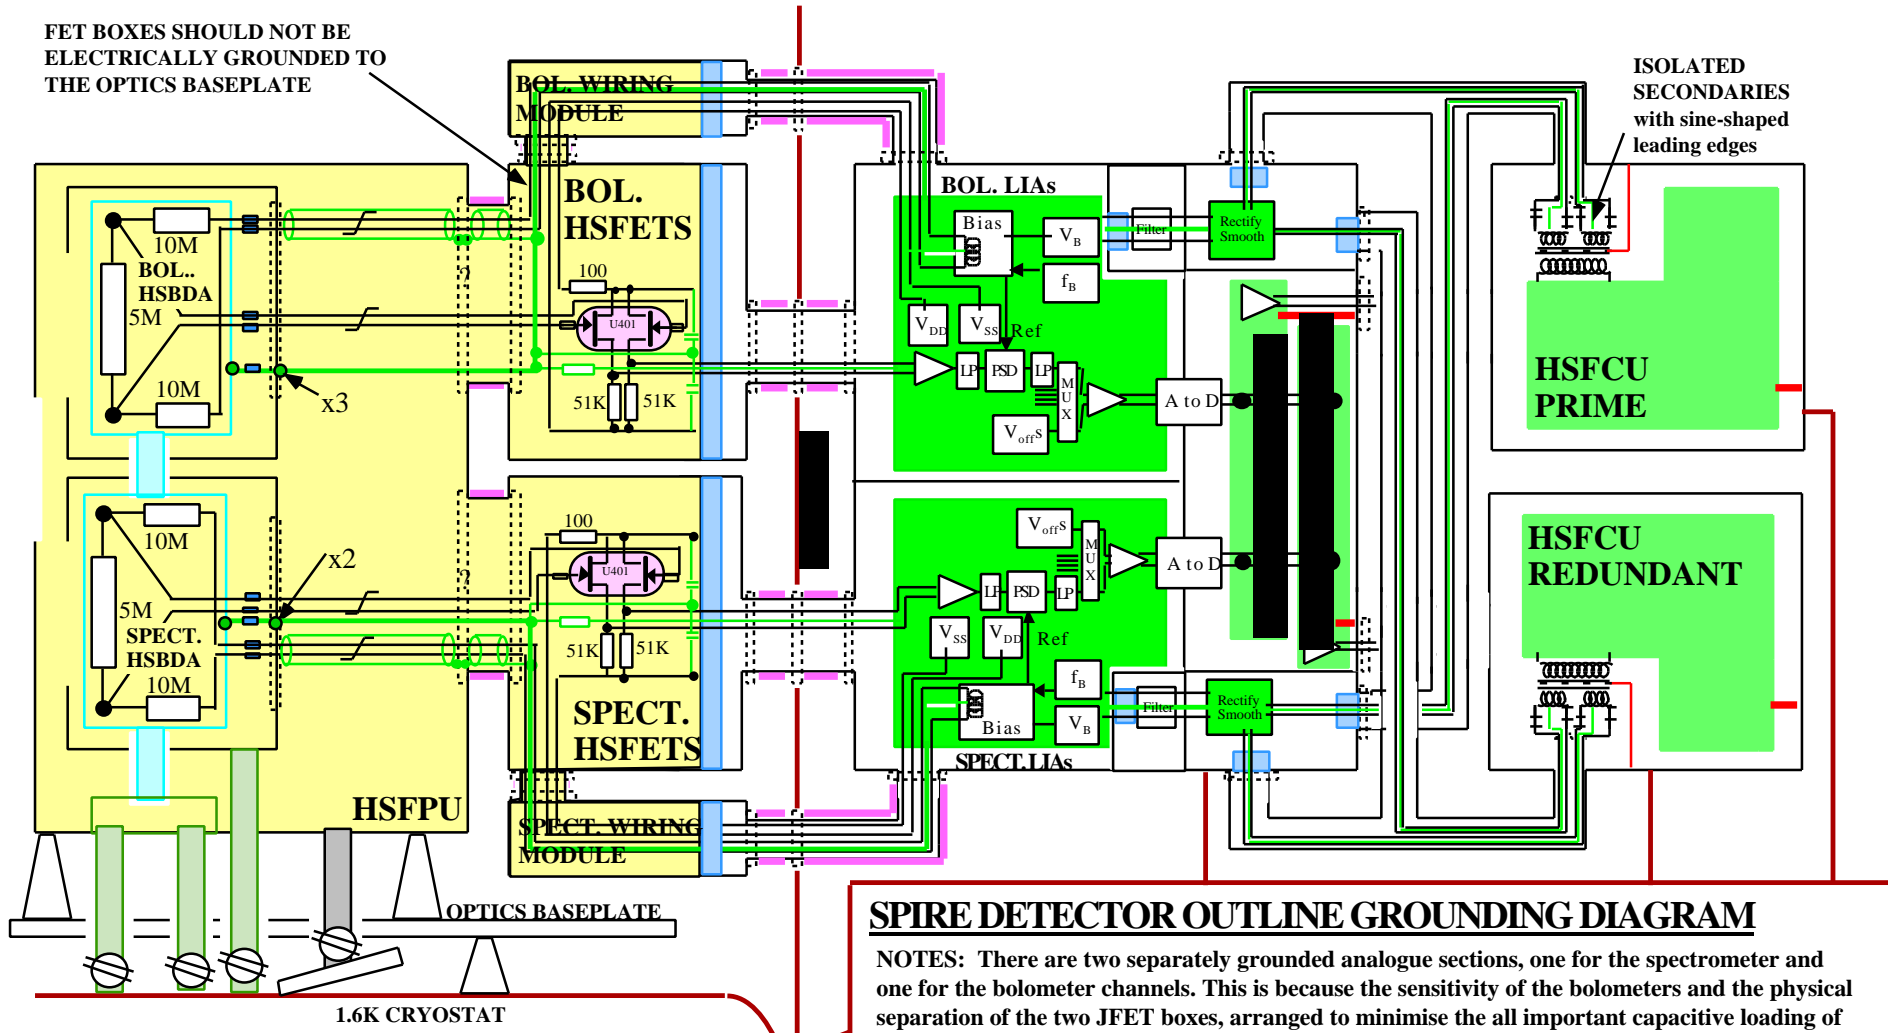 FET BOXES SHOULD NOT BE
ELECTRICALLY GROUNDED TO
THE OPTICS BASEPLATE
BOL. WIRING
MODULE
ISOLATED
SECONDARIES
with sine-shaped
leading edges
BOL.
HSFETS
BOL. LIAs
10M
BOL..
HSBDA
5M
10M
x3
?
100
U401
51K
51K
Bias
VB
fB
Filter
Rectify
Smooth
VDD
VSS
Ref
LP
PSD
LP
MUX
Voffs
A to D
HSFCU
PRIME
10M
5M
SPECT.
HSBDA
10M
x2
?
100
U401
51K
51K
SPECT.
HSFETS
Voffs
MUX
A to D
LP
PSD
LP
VSS
VDD
Ref
fB
Bias
VB
Filter
Rectify
Smooth
SPECT. LIAs
HSFCU
REDUNDANT
HSFPU
SPECT. WIRING
MODULE
OPTICS BASEPLATE
1.6K CRYOSTAT
SPIRE DETECTOR OUTLINE GROUNDING DIAGRAM
NOTES: There are two separately grounded analogue sections, one for the spectrometer and
one for the bolometer channels. This is because the sensitivity of the bolometers and the physical
separation of the two JFET boxes, arranged to minimise the all important capacitive loading of